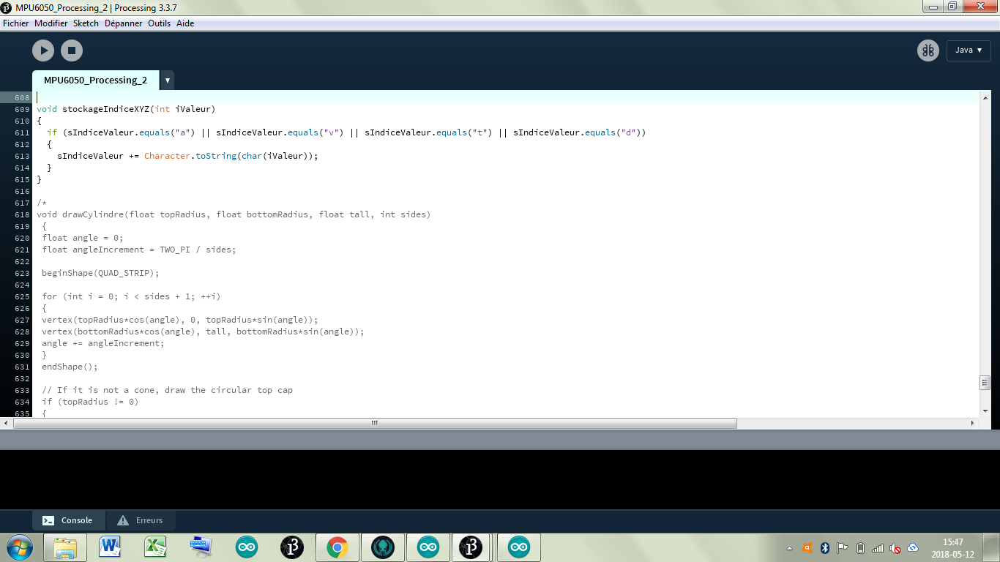 MPU6050_Processing_2 | Processing 3.3.7
Fichier Modifier Sketch Dépanner Outils Aide
Java ▼
MPU6050_Processing_2 ▼
608
609 void stockageIndiceXYZ(int iValeur)
610 {
611   if (sIndiceValeur.equals("a") || sIndiceValeur.equals("v") || sIndiceValeur.equals("t") || sIndiceValeur.equals("d"))
612   {
613     sIndiceValeur += Character.toString(char(iValeur));
614   }
615 }
616
617 /*
618 void drawCylindre(float topRadius, float bottomRadius, float tall, int sides)
619  {
620  float angle = 0;
621  float angleIncrement = TWO_PI / sides;
622
623  beginShape(QUAD_STRIP);
624
625  for (int i = 0; i < sides + 1; ++i)
626  {
627  vertex(topRadius*cos(angle), 0, topRadius*sin(angle));
628  vertex(bottomRadius*cos(angle), tall, bottomRadius*sin(angle));
629  angle += angleIncrement;
630  }
631  endShape();
632
633  // If it is not a cone, draw the circular top cap
634  if (topRadius != 0)
635  {
Console Erreurs
15:47
2018-05-12